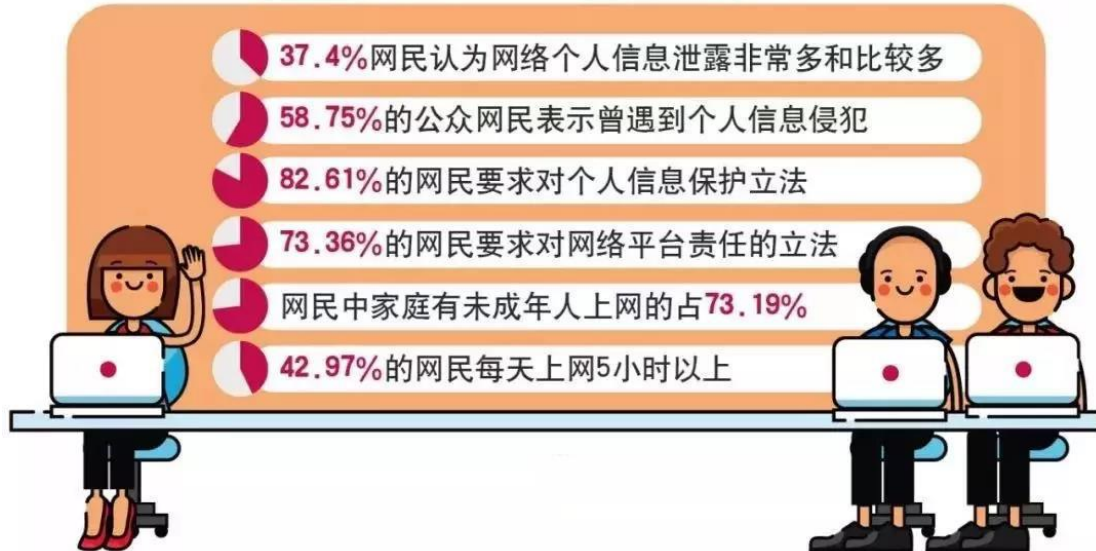 37.4%网民认为网络个人信息泄露非常多和比较多
58.75%的公众网民表示曾遇到个人信息侵犯
82.61%的网民要求对个人信息保护立法
73.36%的网民要求对网络平台责任的立法
网民中家庭有未成年人上网的占73.19%
42.97%的网民每天上网5小时以上